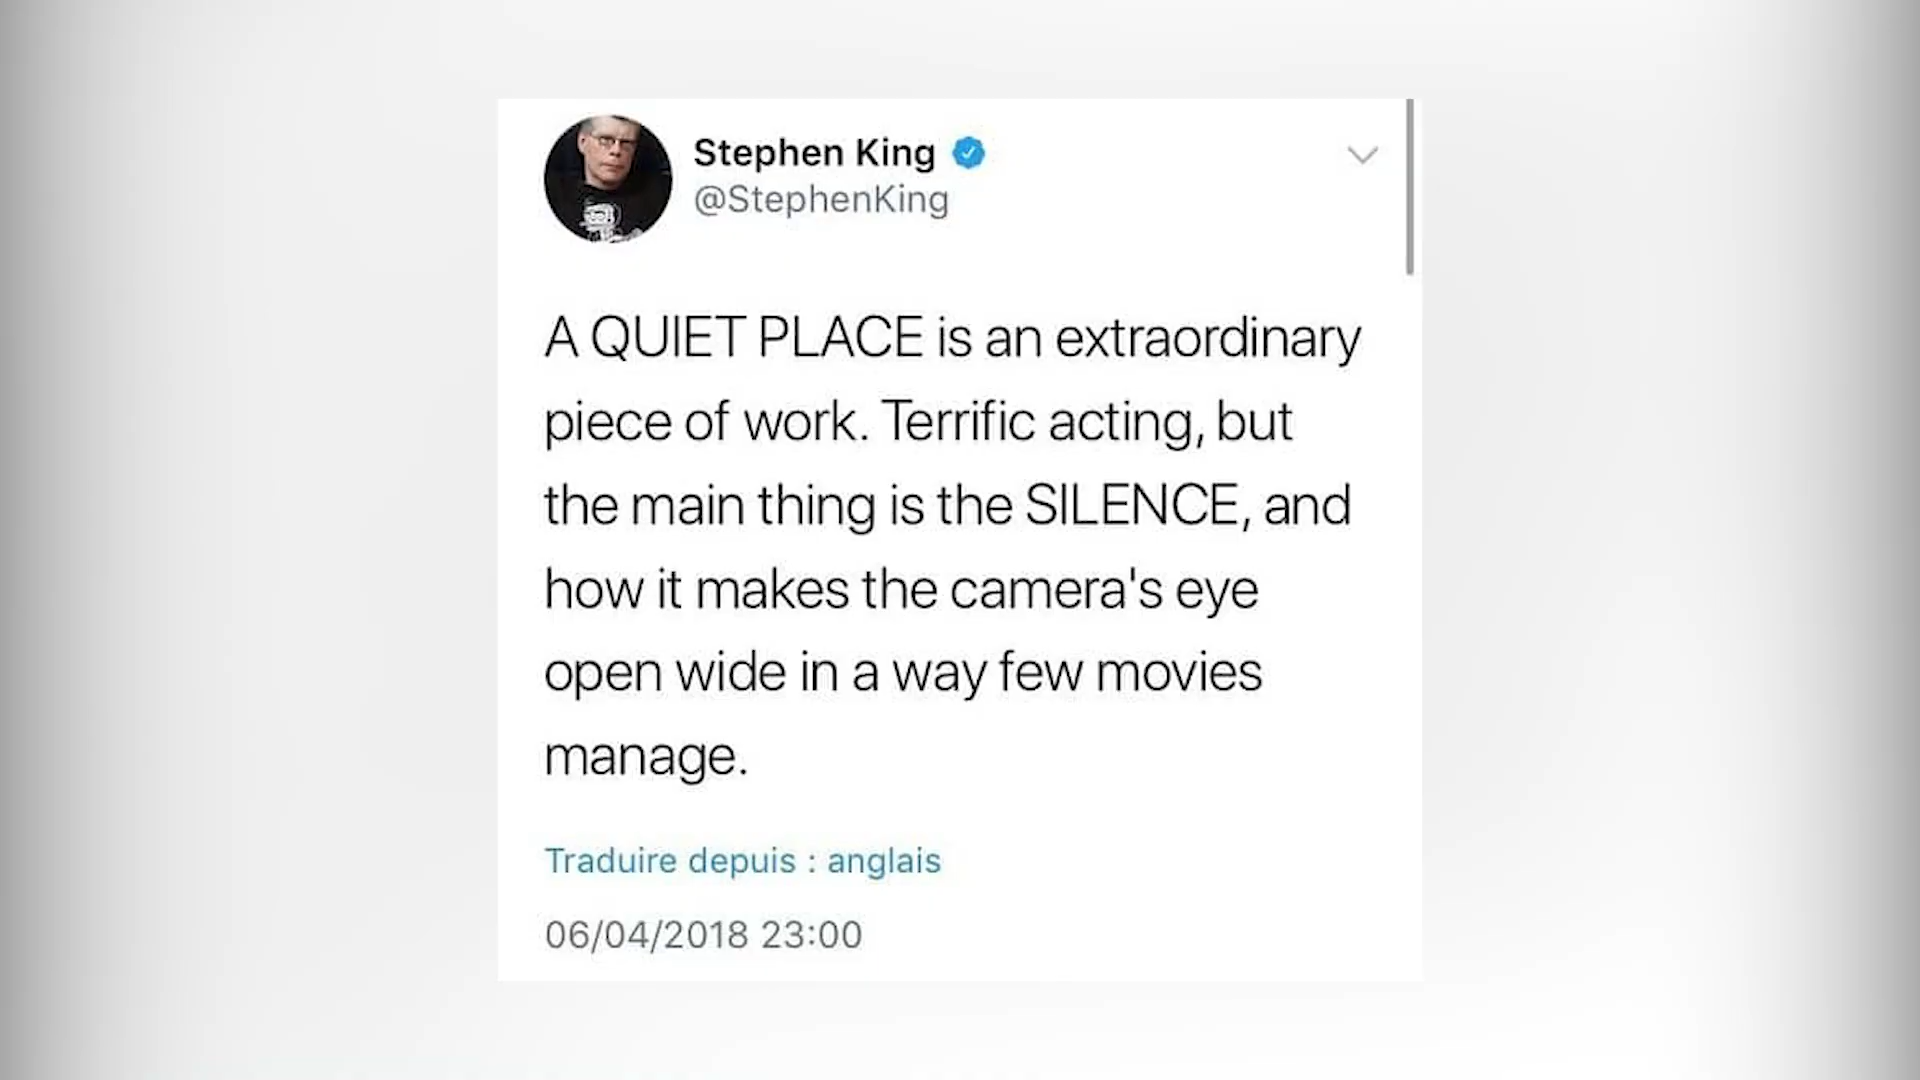 Stephen King
@StephenKing
A QUIET PLACE is an extraordinary
piece of work. Terrific acting, but
the main thing is the SILENCE, and
how it makes the camera's eye
open wide in a way few movies
manage.
Traduire depuis : anglais
06/04/2018 23:00